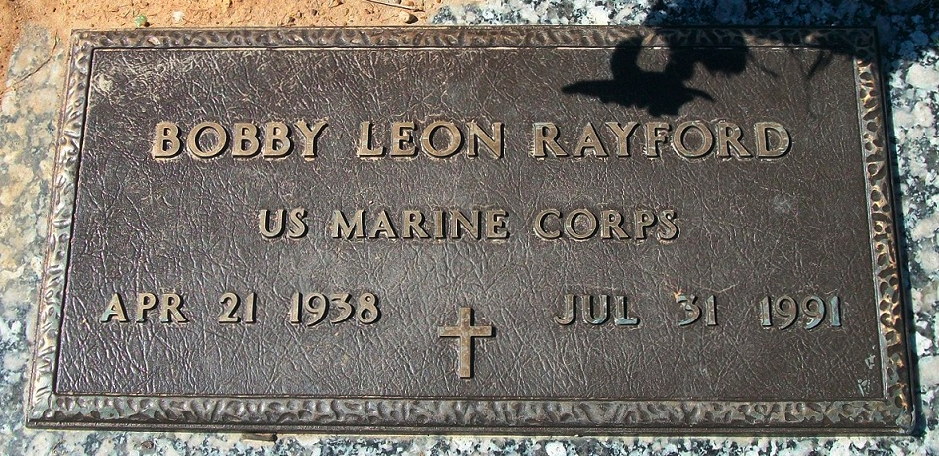 BOBBY LEON RAYFORD
US MARINE CORPS
APR 21 1938 JUL 31 1991